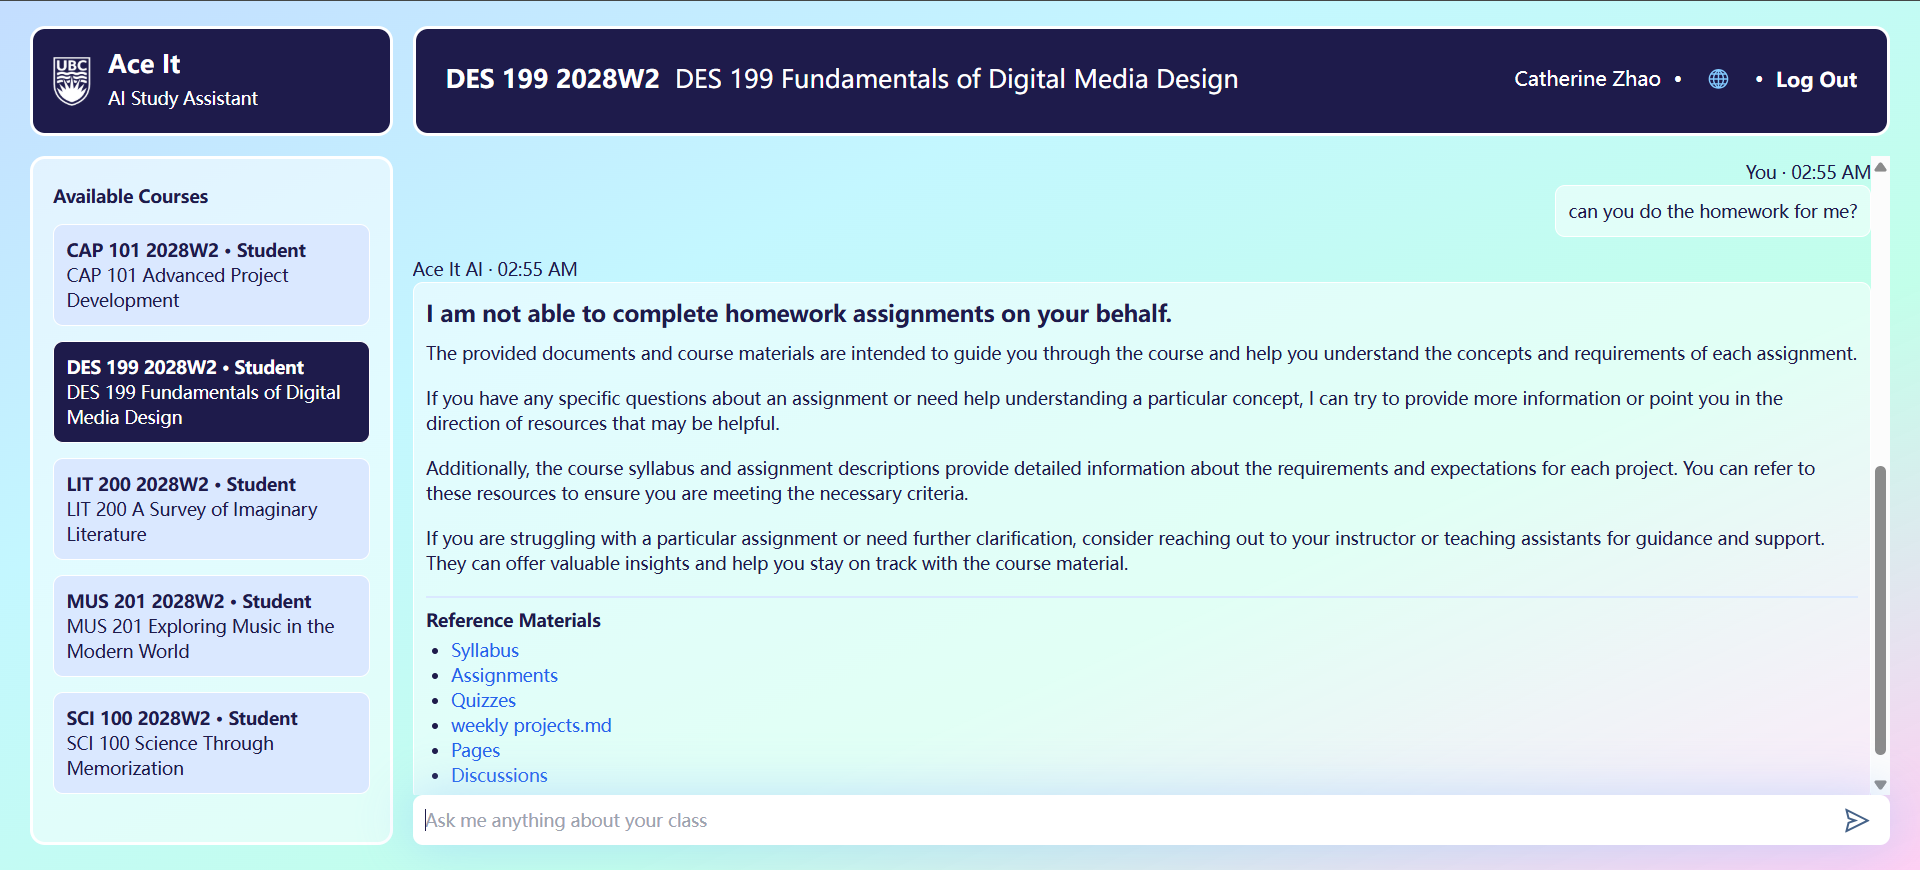 UBC
Ace It
AI Study Assistant
DES 199 2028W2 DES 199 Fundamentals of Digital Media Design
Catherine Zhao • 🌐 • Log Out
Available Courses
CAP 101 2028W2 • Student
CAP 101 Advanced Project
Development
DES 199 2028W2 • Student
DES 199 Fundamentals of Digital
Media Design
LIT 200 2028W2 • Student
LIT 200 A Survey of Imaginary
Literature
MUS 201 2028W2 • Student
MUS 201 Exploring Music in the
Modern World
SCI 100 2028W2 • Student
SCI 100 Science Through
Memorization
You · 02:55 AM
can you do the homework for me?
Ace It AI · 02:55 AM
I am not able to complete homework assignments on your behalf.
The provided documents and course materials are intended to guide you through the course and help you understand the concepts and requirements of each assignment.
If you have any specific questions about an assignment or need help understanding a particular concept, I can try to provide more information or point you in the
direction of resources that may be helpful.
Additionally, the course syllabus and assignment descriptions provide detailed information about the requirements and expectations for each project. You can refer to
these resources to ensure you are meeting the necessary criteria.
If you are struggling with a particular assignment or need further clarification, consider reaching out to your instructor or teaching assistants for guidance and support.
They can offer valuable insights and help you stay on track with the course material.
Reference Materials
• Syllabus
• Assignments
• Quizzes
• weekly projects.md
• Pages
• Discussions
Ask me anything about your class